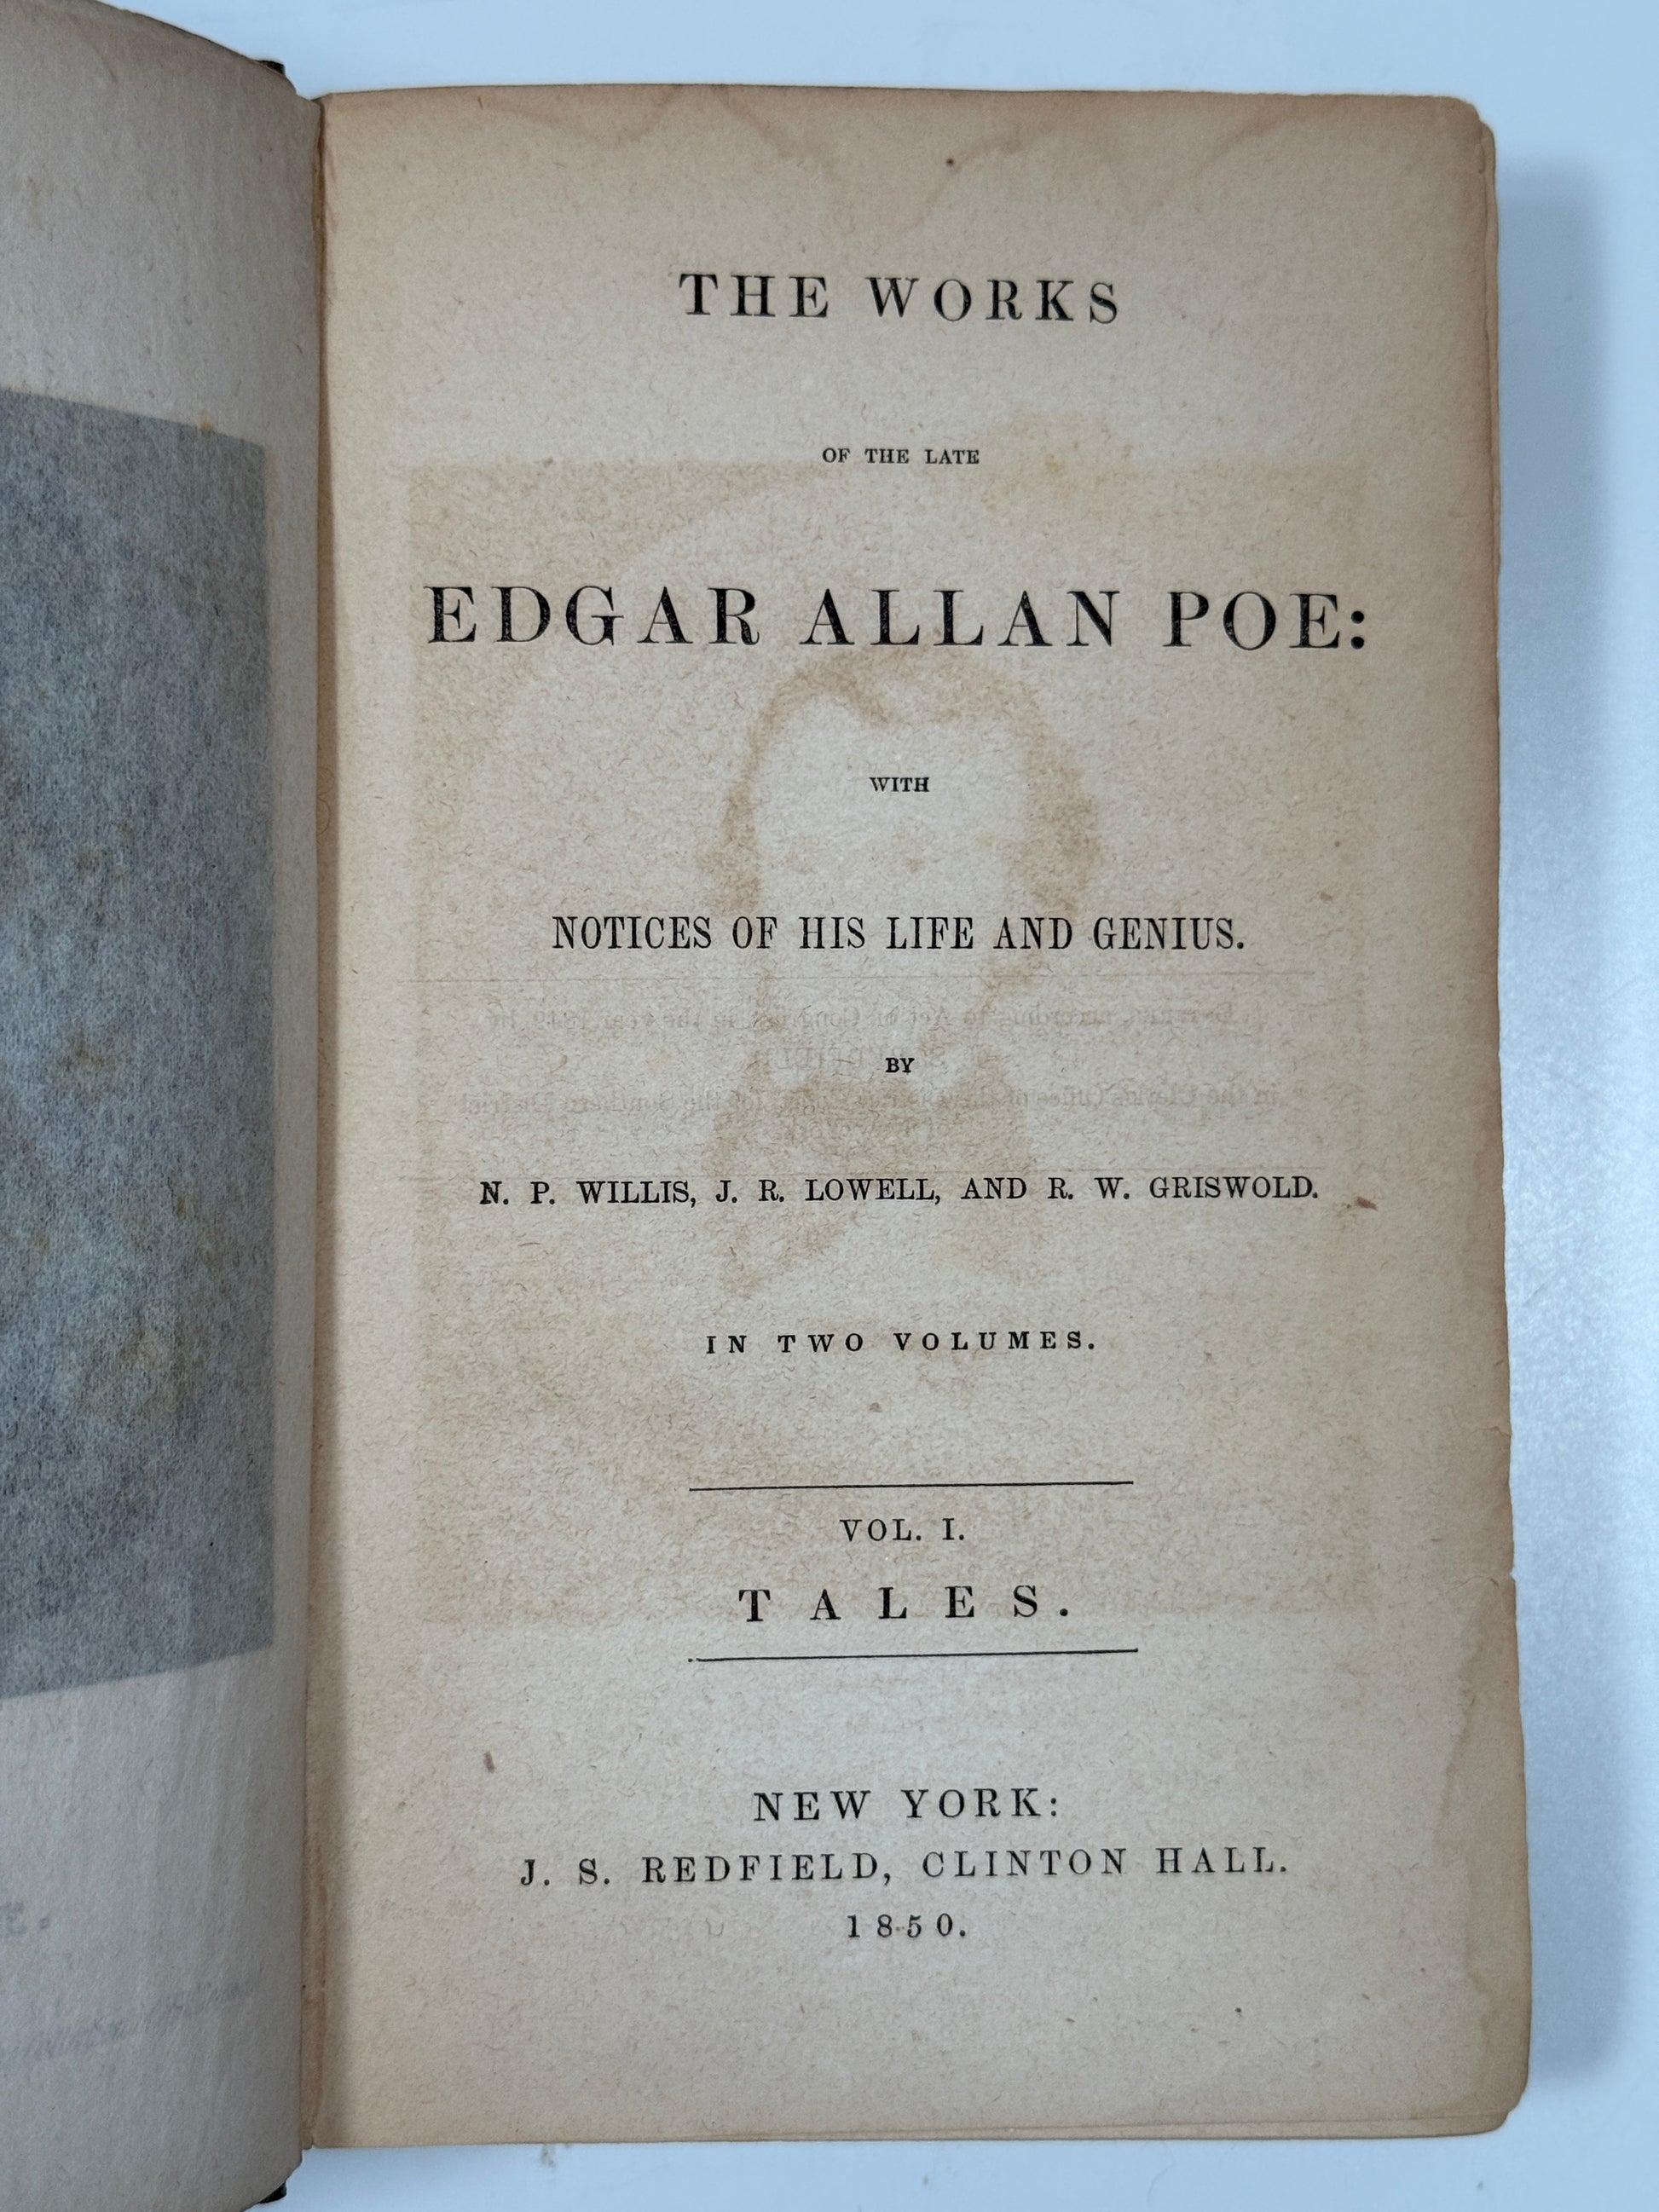 THE WORKS
OF THE LATE
EDGAR ALLAN POE:
WITH
NOTICES OF HIS LIFE AND GENIUS.
BY
N. P. WILLIS, J. R. LOWELL, AND R. W. GRISWOLD.
IN TWO VOLUMES.
VOL. I.
TALES.
NEW YORK:
J. S. REDFIELD, CLINTON HALL.
1850.